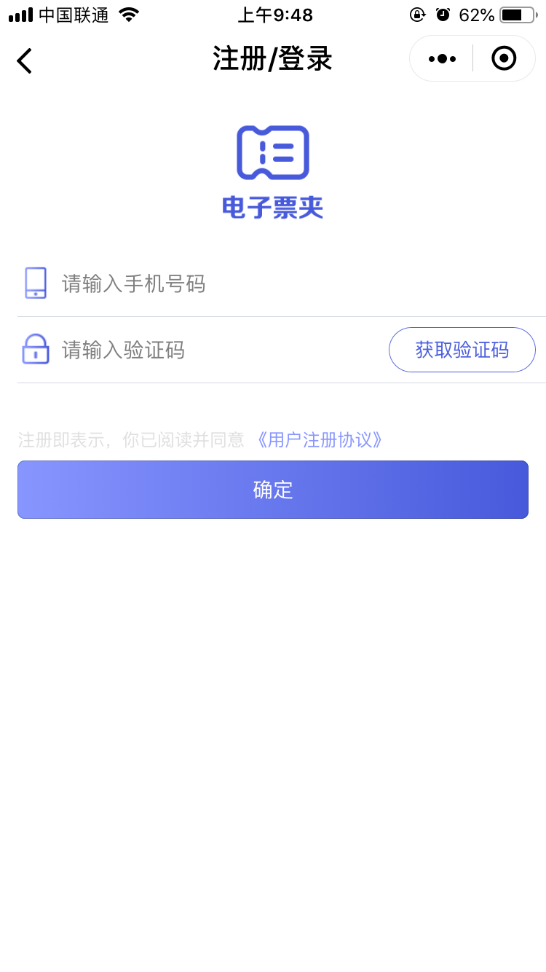 中国联通 上午9:48 62%
注册/登录
电子票夹
请输入手机号码
请输入验证码 获取验证码
注册即表示，你已阅读并同意 《用户注册协议》
确定